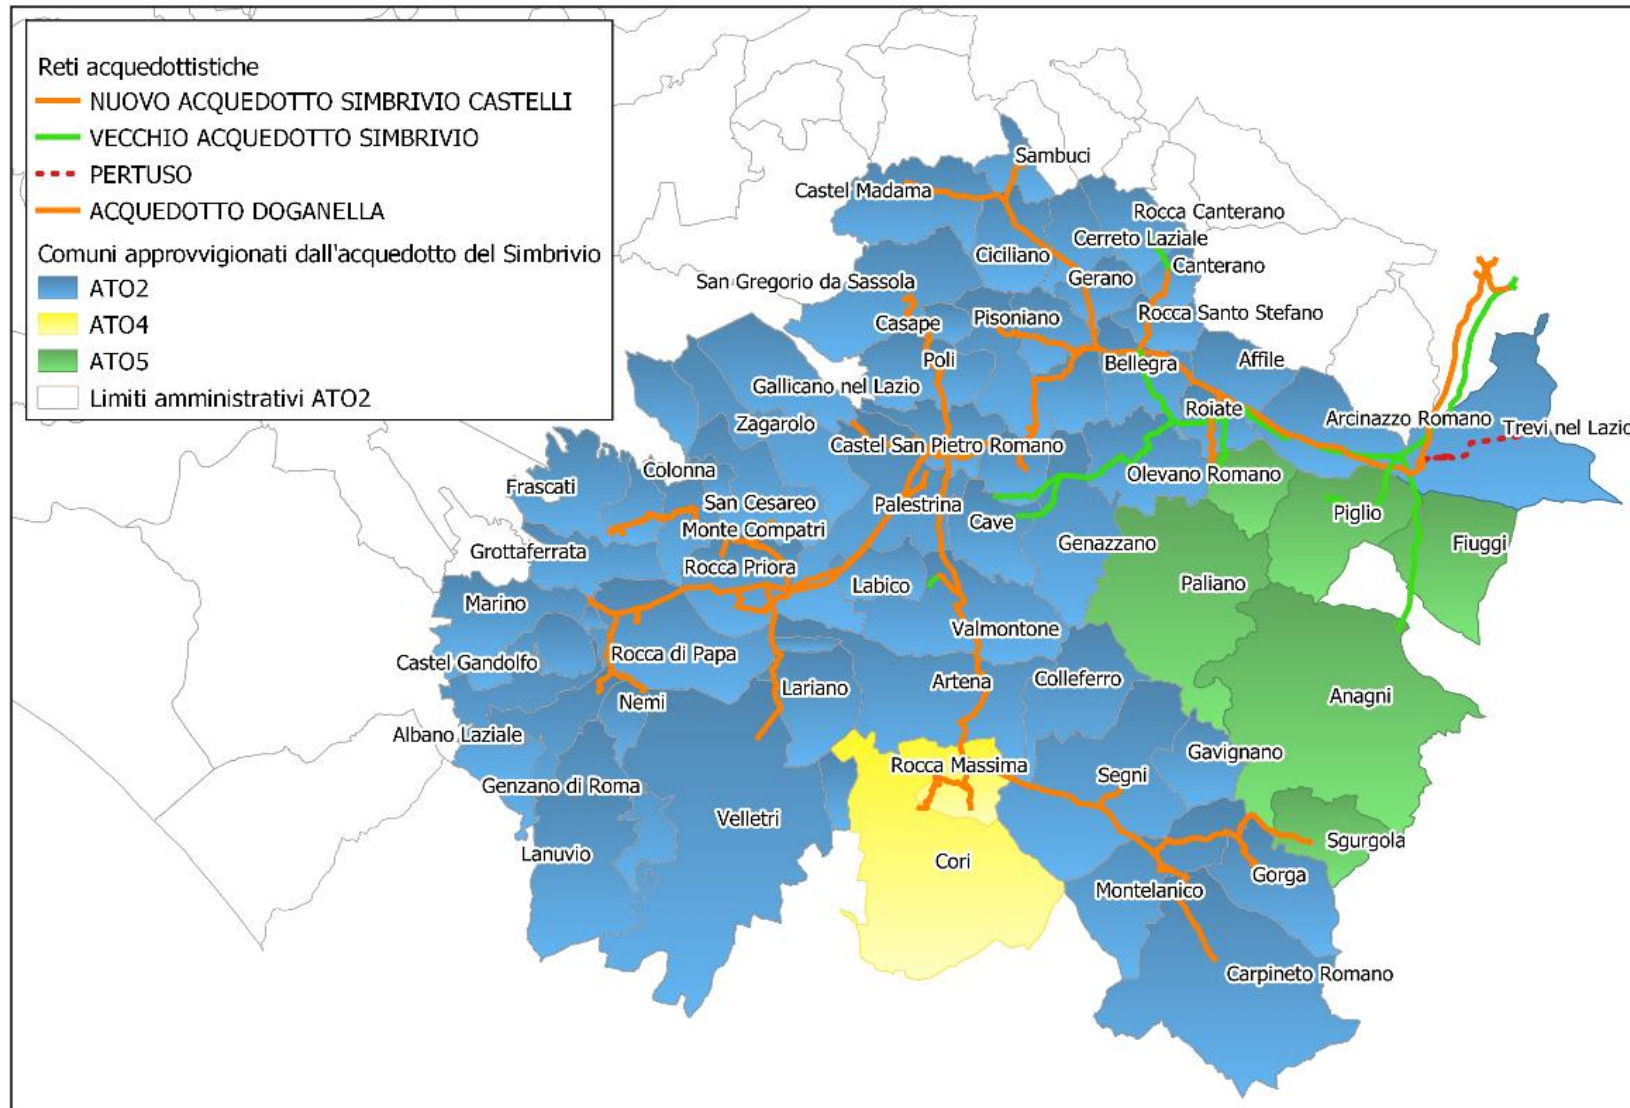 Reti acquedottistiche
NUOVO ACQUEDOTTO SIMBRIVIO CASTELLI
VECCHIO ACQUEDOTTO SIMBRIVIO
PERTUSO
ACQUEDOTTO DOGANELLA
Comuni approvvigionati dall'acquedotto del Simbrivio
ATO2
ATO4
ATO5
Limiti amministrativi ATO2
Sambuci
Castel Madama
Rocca Canterano
Cerreto Laziale
Ciciliano
Canterano
Gerano
San Gregorio da Sassola
Rocca Santo Stefano
Pisoniano
Casape
Poli
Bellegra
Affile
Gallicano nel Lazio
Roiate
Arcinazzo Romano
Zagarolo
Trevi nel Lazio
Castel San Pietro Romano
Colonna
Olevano Romano
Frascati
San Cesareo
Palestrina
Piglio
Cave
Monte Compatri
Genazzano
Fiuggi
Grottaferrata
Rocca Priora
Labico
Paliano
Marino
Valmontone
Rocca di Papa
Castel Gandolfo
Artena
Colleferro
Lariano
Anagni
Nemi
Albano Laziale
Gavignano
Rocca Massima
Segni
Genzano di Roma
Velletri
Sgurgola
Lanuvio
Cori
Gorga
Montelanico
Carpineto Romano